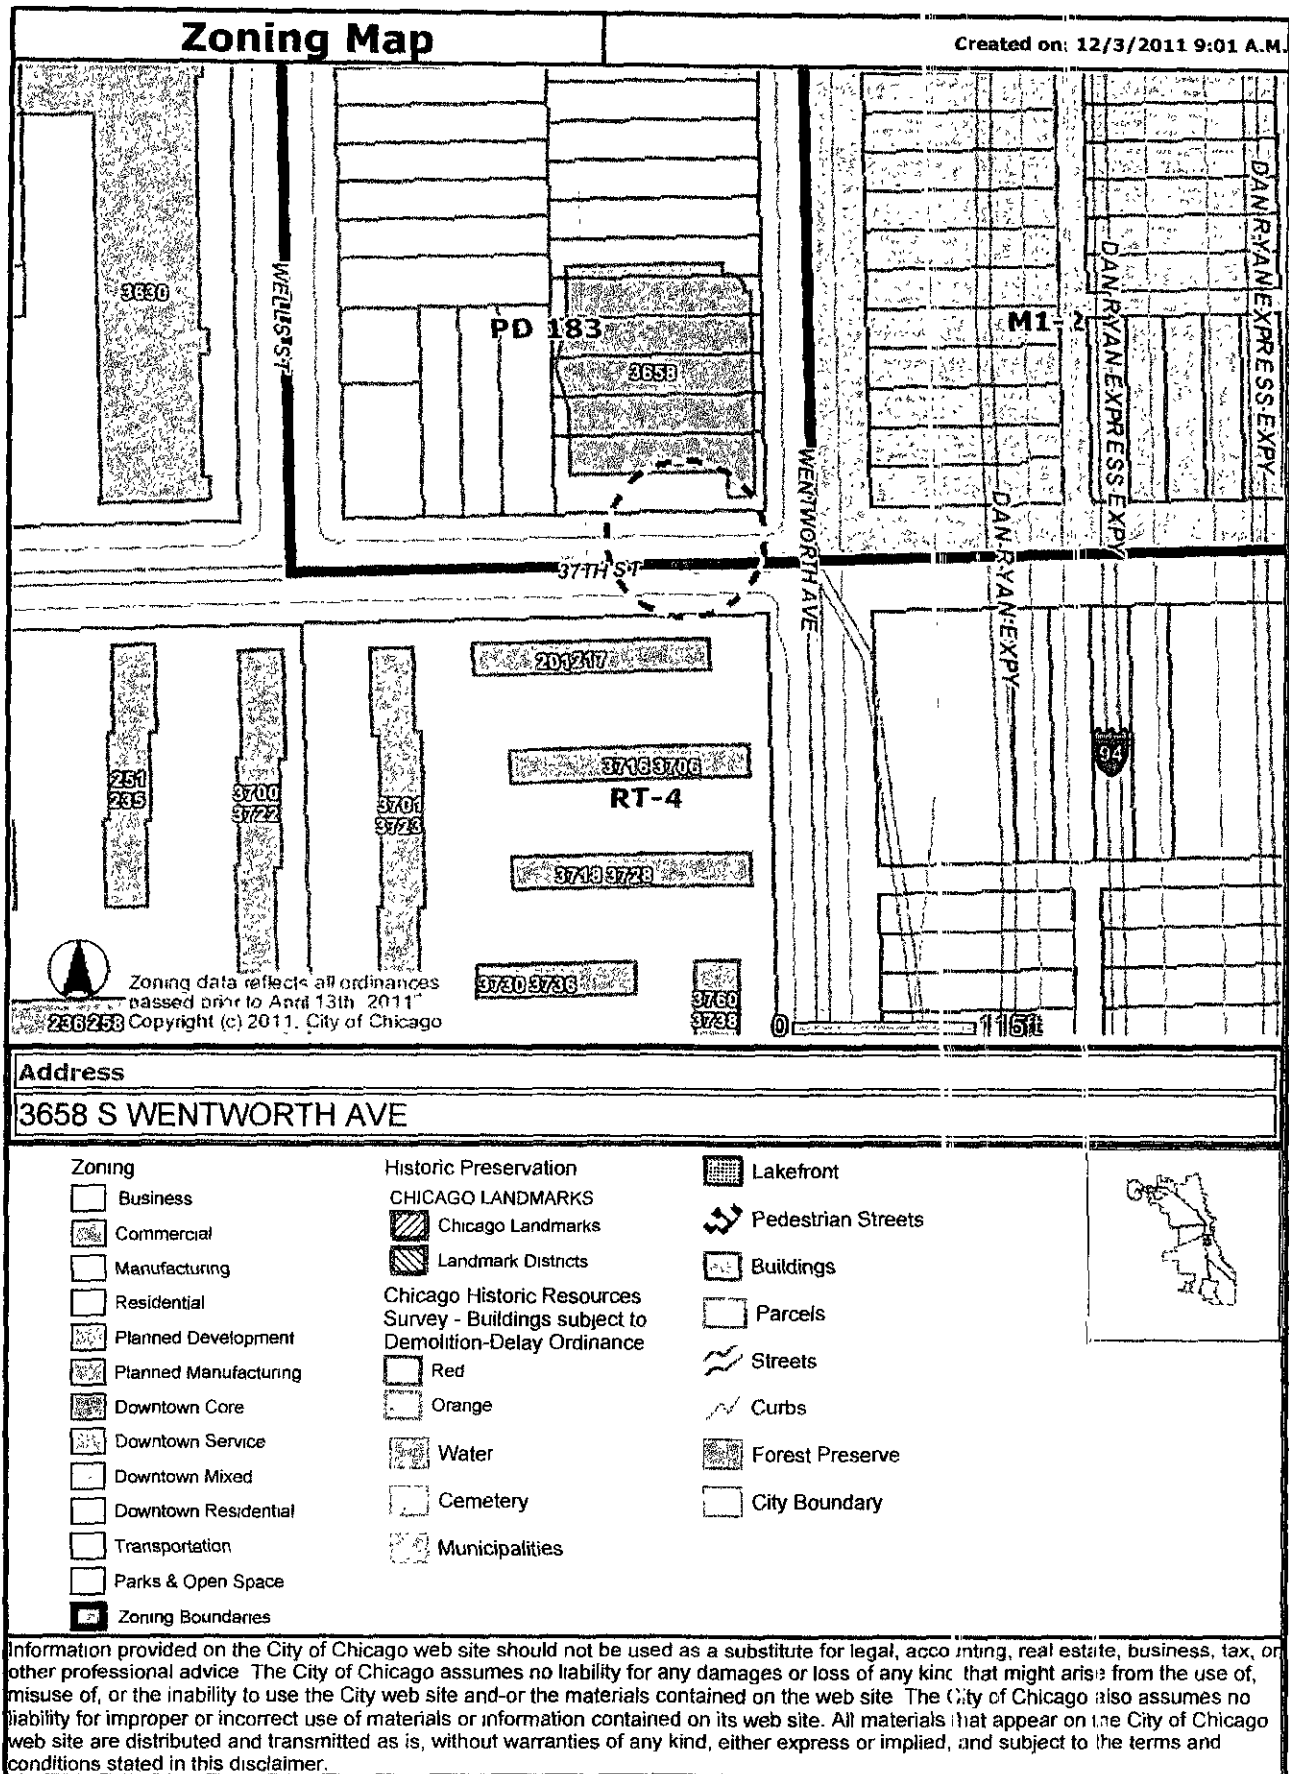 Zoning Map
Created on: 12/3/2011 9:01 A.M.
3630
WELLS ST
PD 183
3658
WENTWORTH AVE
M1-2
DAN RYAN EXPRESS EXPY
DAN RYAN EXPRESS EXPY
DAN RYAN EXPY
37TH ST
201217
251
235
3700
3722
3701
3723
3716 3706
RT-4
3718 3728
94
3730 3736
3760
3738
Zoning data reflects all ordinances
passed prior to April 13th, 2011
236 258 Copyright (c) 2011, City of Chicago
0 115ft
Address
3658 S WENTWORTH AVE
Zoning
Business
Commercial
Manufacturing
Residential
Planned Development
Planned Manufacturing
Downtown Core
Downtown Service
Downtown Mixed
Downtown Residential
Transportation
Parks & Open Space
Zoning Boundaries
Historic Preservation
CHICAGO LANDMARKS
Chicago Landmarks
Landmark Districts
Chicago Historic Resources
Survey - Buildings subject to
Demolition-Delay Ordinance
Red
Orange
Water
Cemetery
Municipalities
Lakefront
Pedestrian Streets
Buildings
Parcels
Streets
Curbs
Forest Preserve
City Boundary
Information provided on the City of Chicago web site should not be used as a substitute for legal, accounting, real estate, business, tax, or
other professional advice The City of Chicago assumes no liability for any damages or loss of any kind that might arise from the use of,
misuse of, or the inability to use the City web site and-or the materials contained on the web site The City of Chicago also assumes no
liability for improper or incorrect use of materials or information contained on its web site. All materials that appear on the City of Chicago
web site are distributed and transmitted as is, without warranties of any kind, either express or implied, and subject to the terms and
conditions stated in this disclaimer.